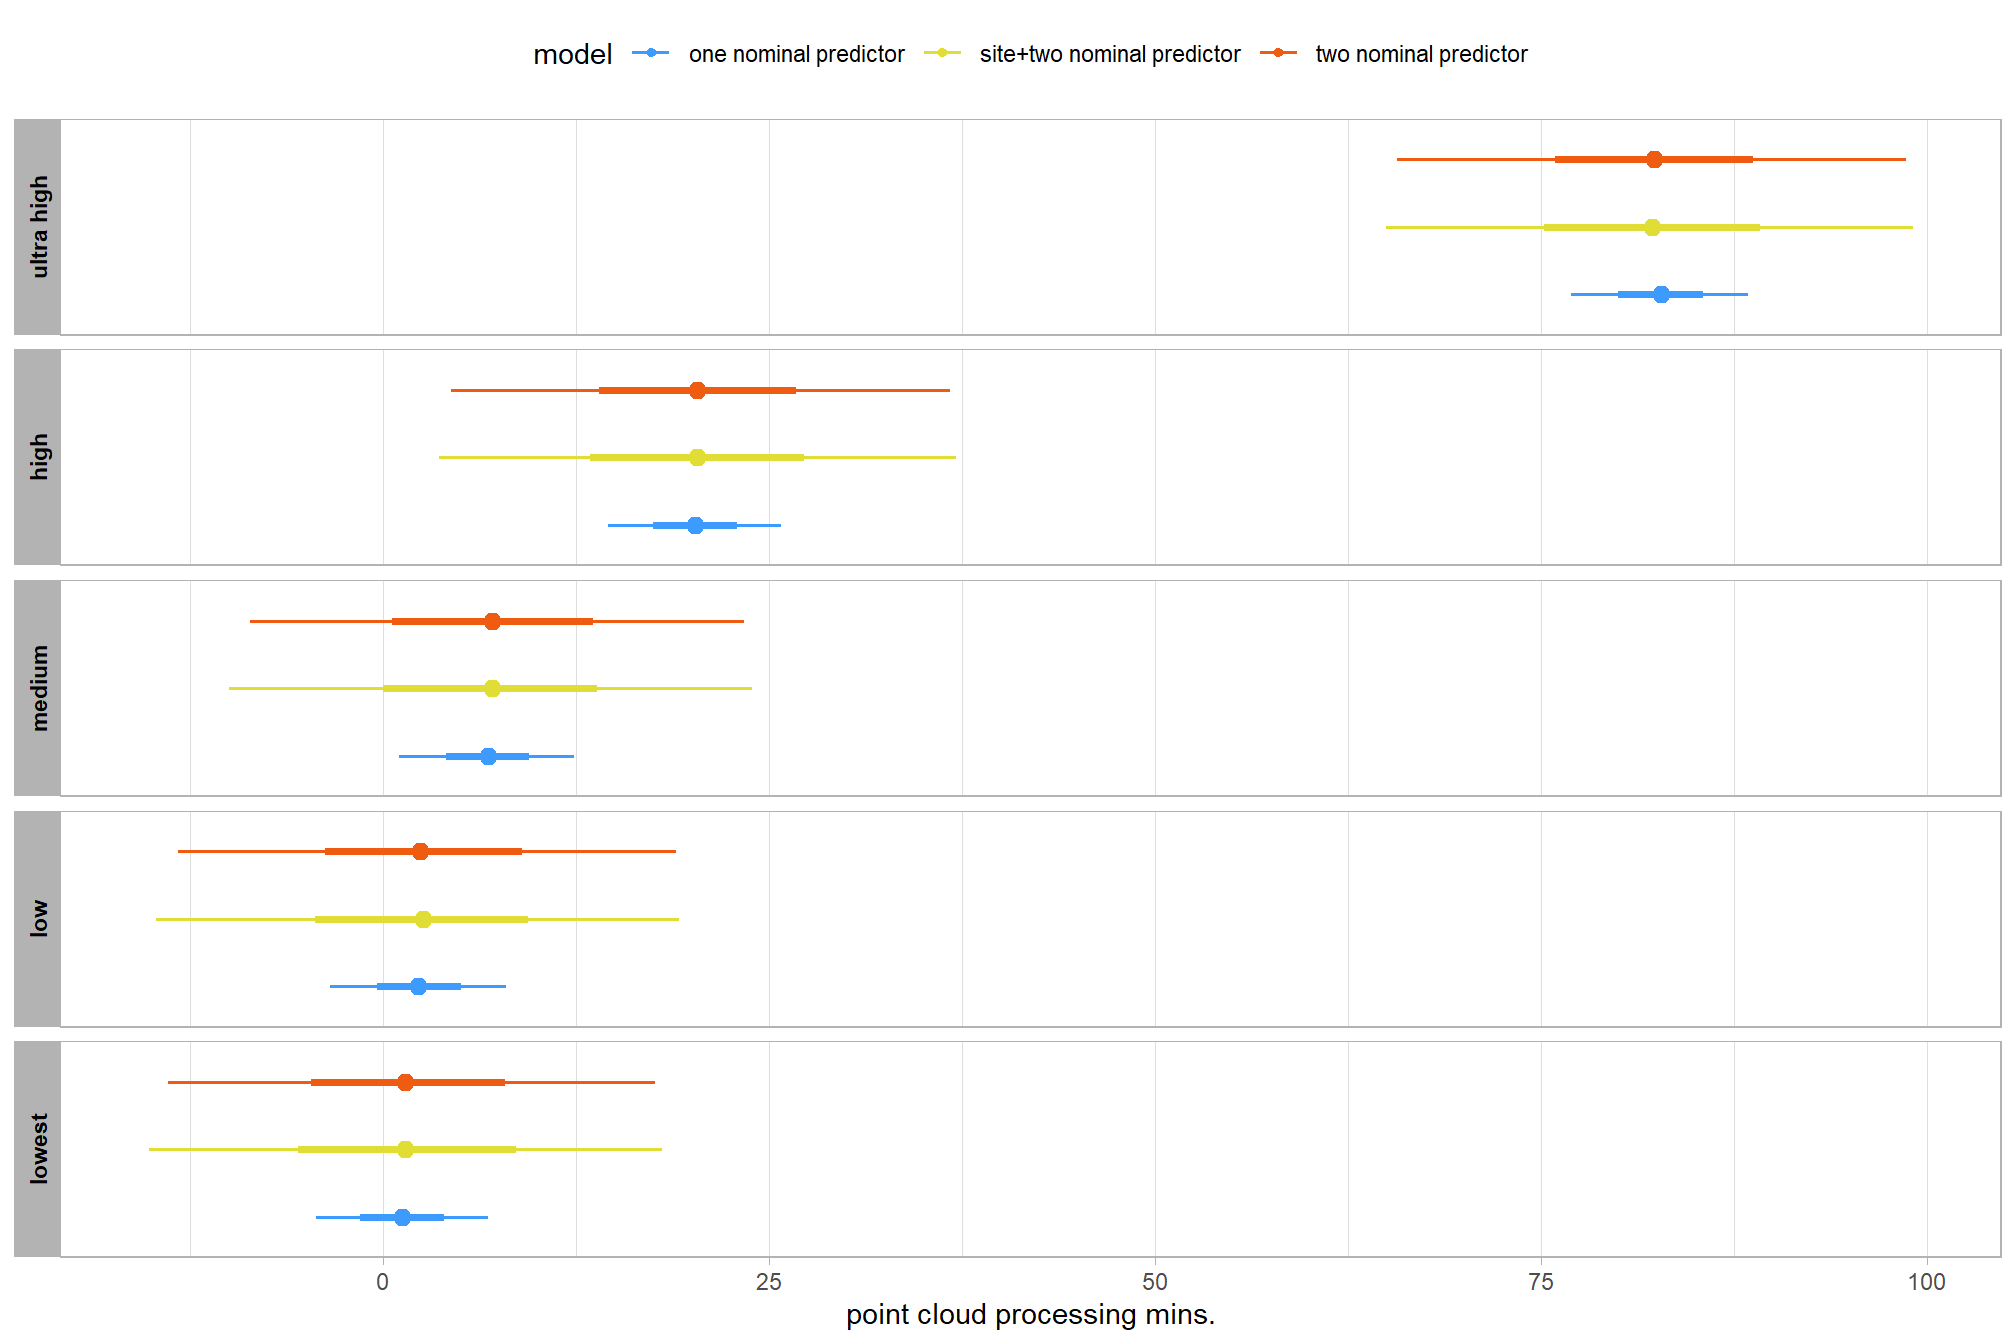 model one nominal predictor site+two nominal predictor two nominal predictor
ultra high
high
medium
low
lowest
0 25 50 75 100
point cloud processing mins.